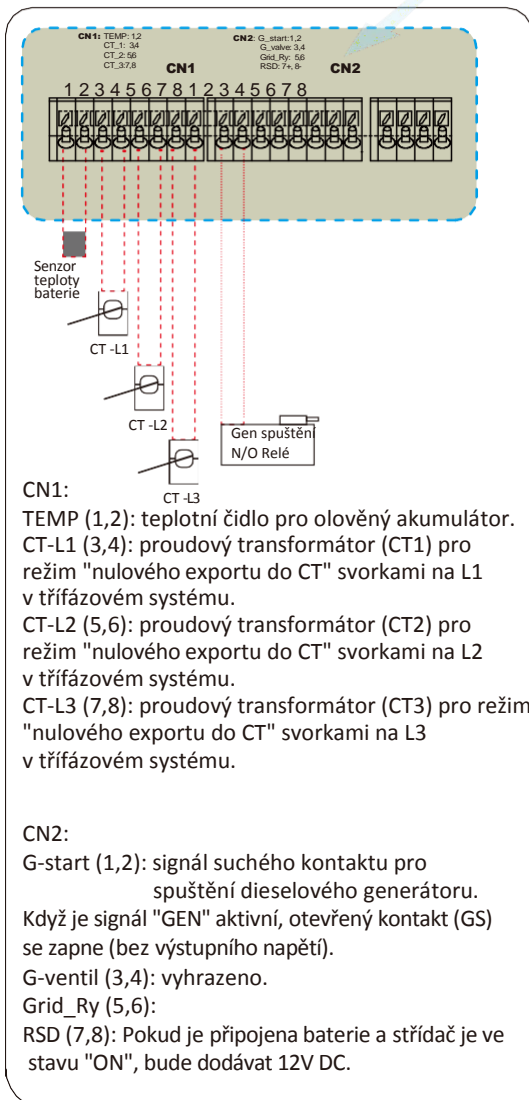 CN1: TEMP: 1,2
CT_1: 3,4
CT_2: 5,6
CT_3:7,8
CN1
CN2: G_start:1,2
G_valve: 3,4
Grid_Ry: 5,6
RSD: 7+, 8-
CN2
1 2 3 4 5 6 7 8 1 2 3 4 5 6 7 8
Senzor
teploty
baterie
CT -L1
CT -L2
CT -L3
Gen spuštění
N/O Relé
CN1:
TEMP (1,2): teplotní čidlo pro olověný akumulátor.
CT-L1 (3,4): proudový transformátor (CT1) pro
režim "nulového exportu do CT" svorkami na L1
v třífázovém systému.
CT-L2 (5,6): proudový transformátor (CT2) pro
režim "nulového exportu do CT" svorkami na L2
v třífázovém systému.
CT-L3 (7,8): proudový transformátor (CT3) pro režim
"nulového exportu do CT" svorkami na L3
v třífázovém systému.
CN2:
G-start (1,2): signál suchého kontaktu pro
spuštění dieselového generátoru.
Když je signál "GEN" aktivní, otevřený kontakt (GS)
se zapne (bez výstupního napětí).
G-ventil (3,4): vyhrazeno.
Grid_Ry (5,6):
RSD (7,8): Pokud je připojena baterie a střídač je ve
stavu "ON", bude dodávat 12V DC.